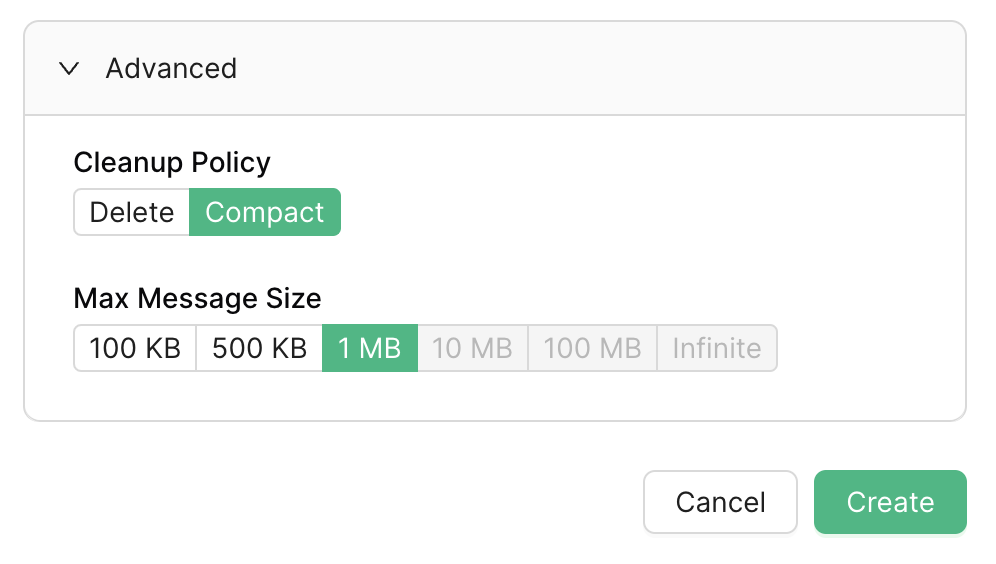 Advanced
Cleanup Policy
Delete Compact
Max Message Size
100 KB 500 KB 1 MB 10 MB 100 MB Infinite
Cancel Create